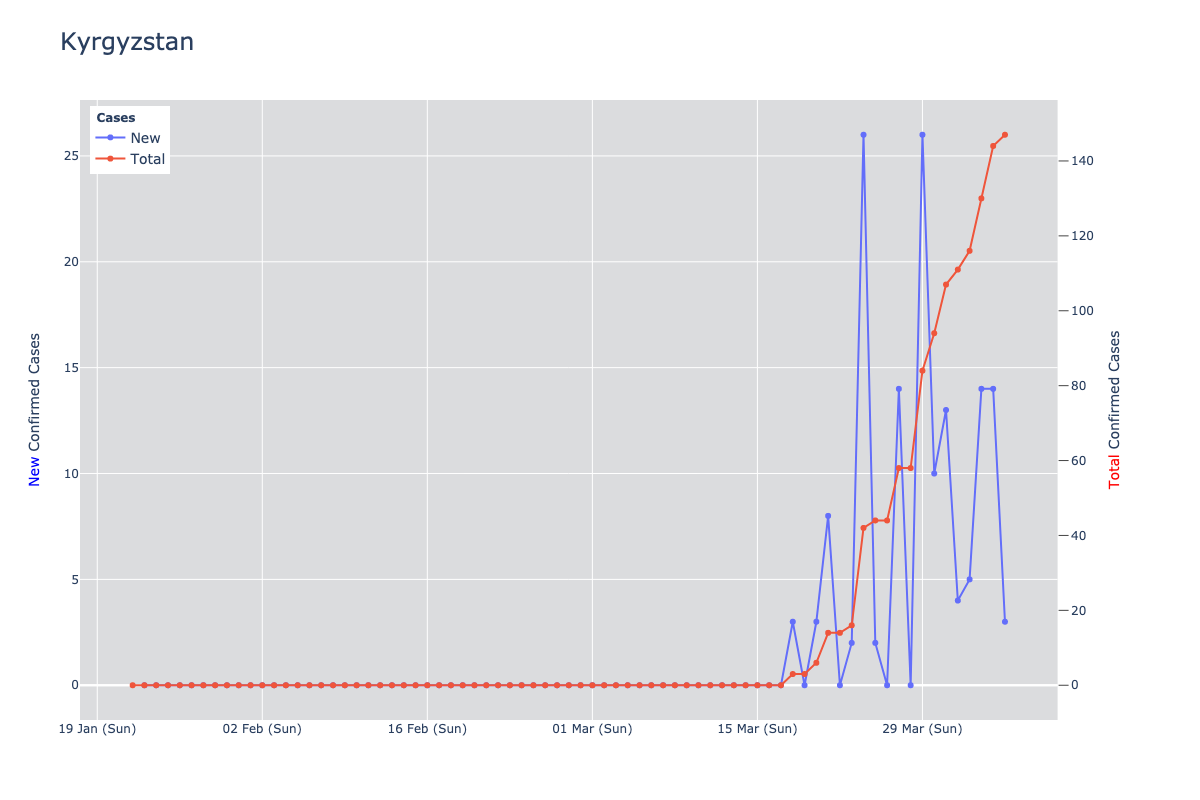 Kyrgyzstan
Cases
New
Total
25
20
15
10
5
0
140
120
100
80
60
40
20
0
New Confirmed Cases
Total Confirmed Cases
19 Jan (Sun)
02 Feb (Sun)
16 Feb (Sun)
01 Mar (Sun)
15 Mar (Sun)
29 Mar (Sun)